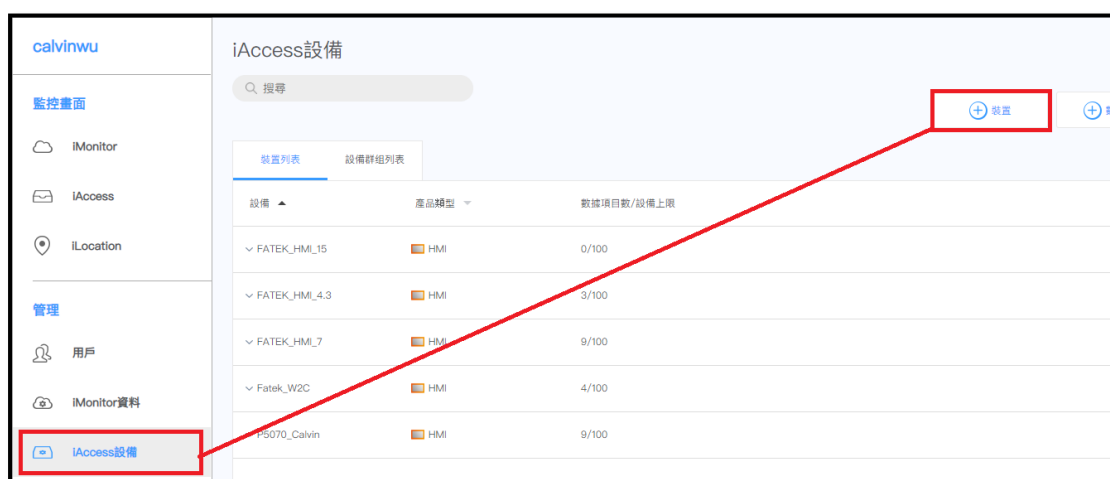 calvinwu
監控畫面
iMonitor
iAccess
iLocation
管理
用戶
iMonitor資料
iAccess設備
iAccess設備
搜尋
裝置
裝置列表 設備群组列表
設備 產品類型 數據項目數/設備上限
FATEK_HMI_15 HMI 0/100
FATEK_HMI_4.3 HMI 3/100
FATEK_HMI_7 HMI 9/100
Fatek_W2C HMI 4/100
P5070_Calvin HMI 9/100